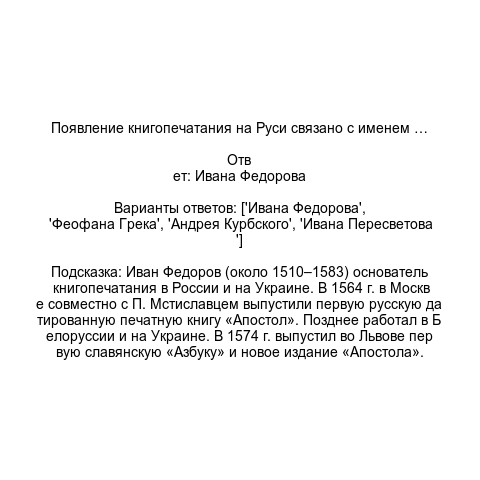 Появление книгопечатания на Руси связано с именем …
Отв
ет: Ивана Федорова
Варианты ответов: ['Ивана Федорова',
'Феофана Грека', 'Андрея Курбского', 'Ивана Пересветова
']
Подсказка: Иван Федоров (около 1510–1583) основатель
книгопечатания в России и на Украине. В 1564 г. в Москв
е совместно с П. Мстиславцем выпустили первую русскую да
тированную печатную книгу «Апостол». Позднее работал в Б
елоруссии и на Украине. В 1574 г. выпустил во Львове пер
вую славянскую «Азбуку» и новое издание «Апостола».